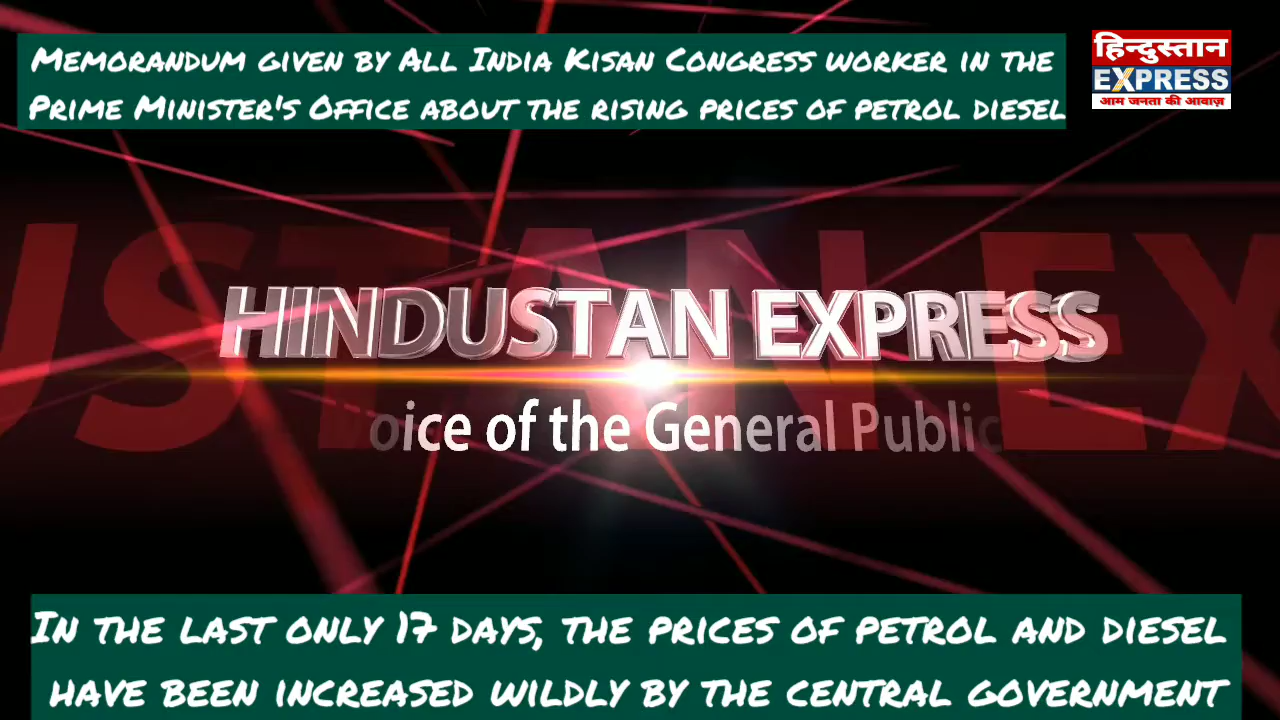 MEMORANDUM GIVEN BY ALL INDIA KISAN CONGRESS WORKER IN THE
PRIME MINISTER'S OFFICE ABOUT THE RISING PRICES OF PETROL DIESEL
हिन्दुस्तान
EXPRESS
आम जनता की आवाज़
USTAN EX
HINDUSTAN EXPRESS
oice of the General Public
IN THE LAST ONLY 17 DAYS, THE PRICES OF PETROL AND DIESEL
HAVE BEEN INCREASED WILDLY BY THE CENTRAL GOVERNMENT